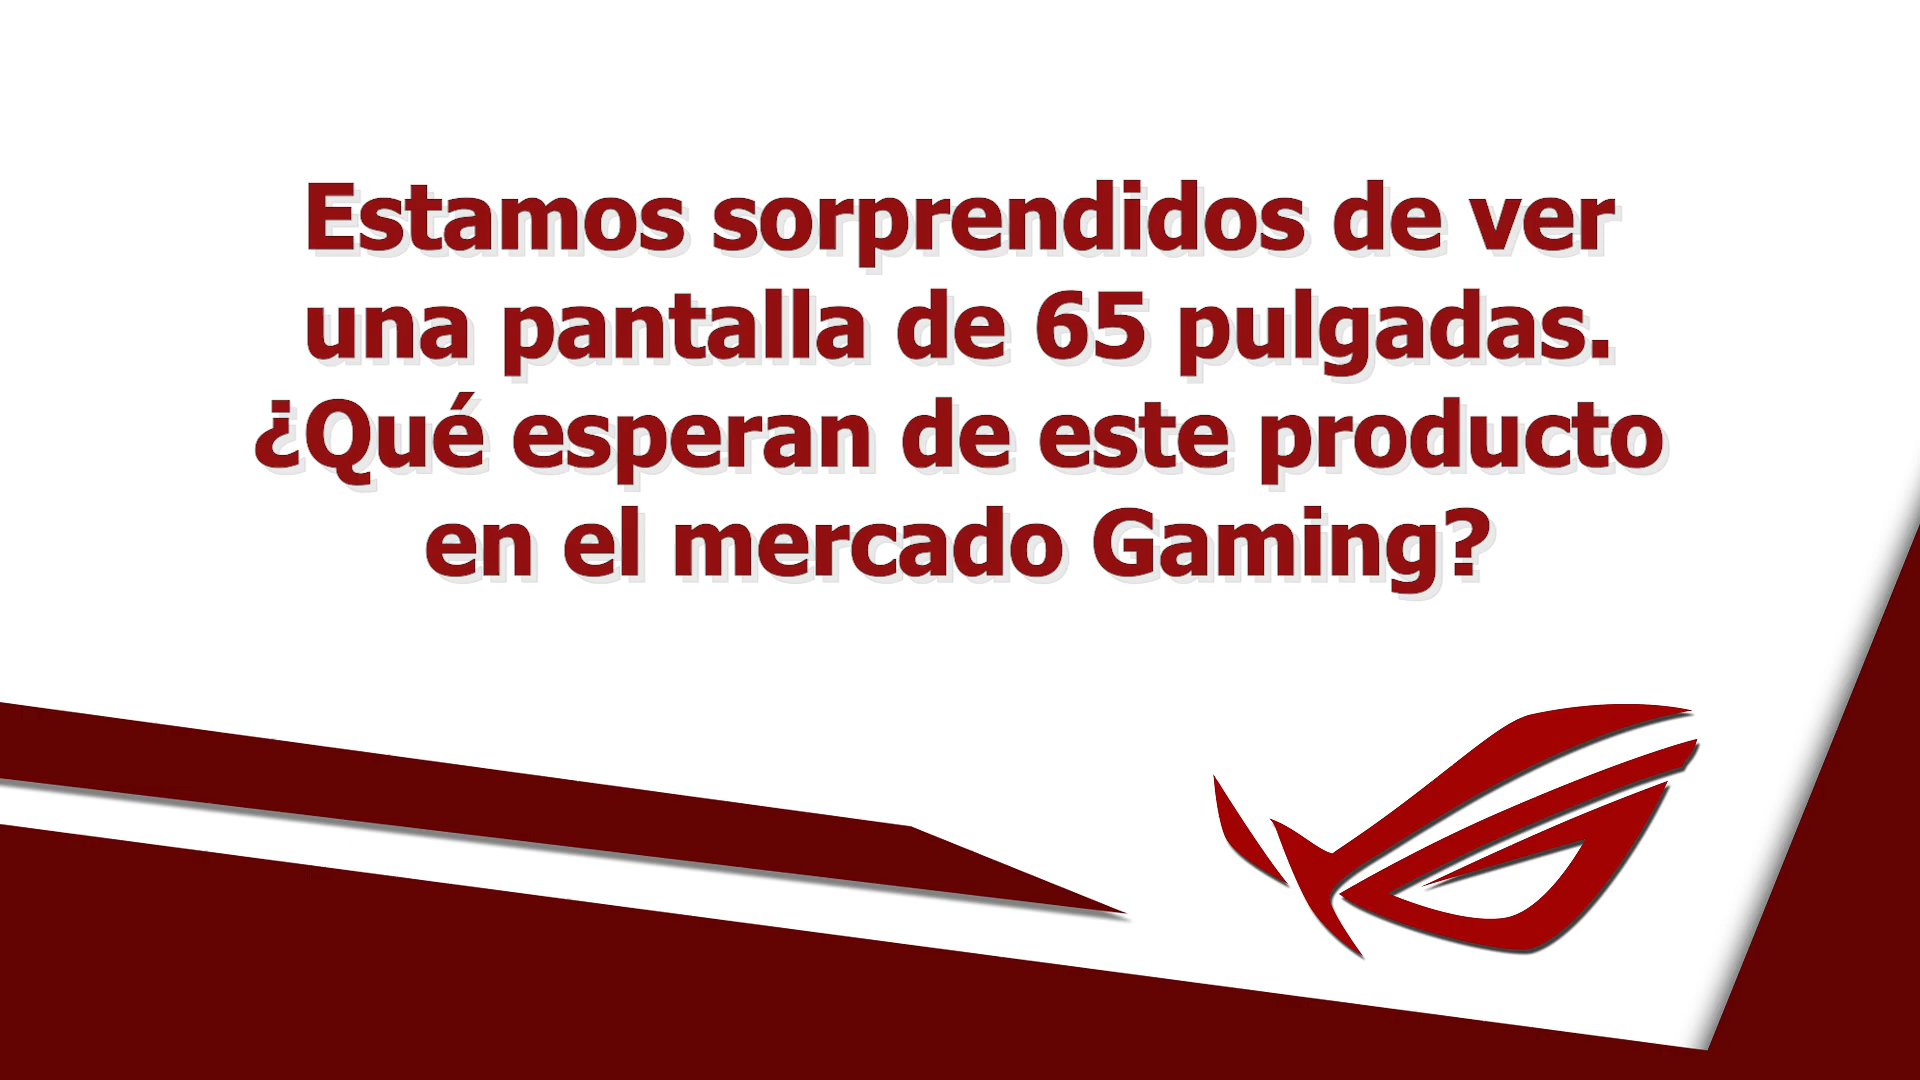 Estamos sorprendidos de ver
una pantalla de 65 pulgadas.
¿Qué esperan de este producto
en el mercado Gaming?